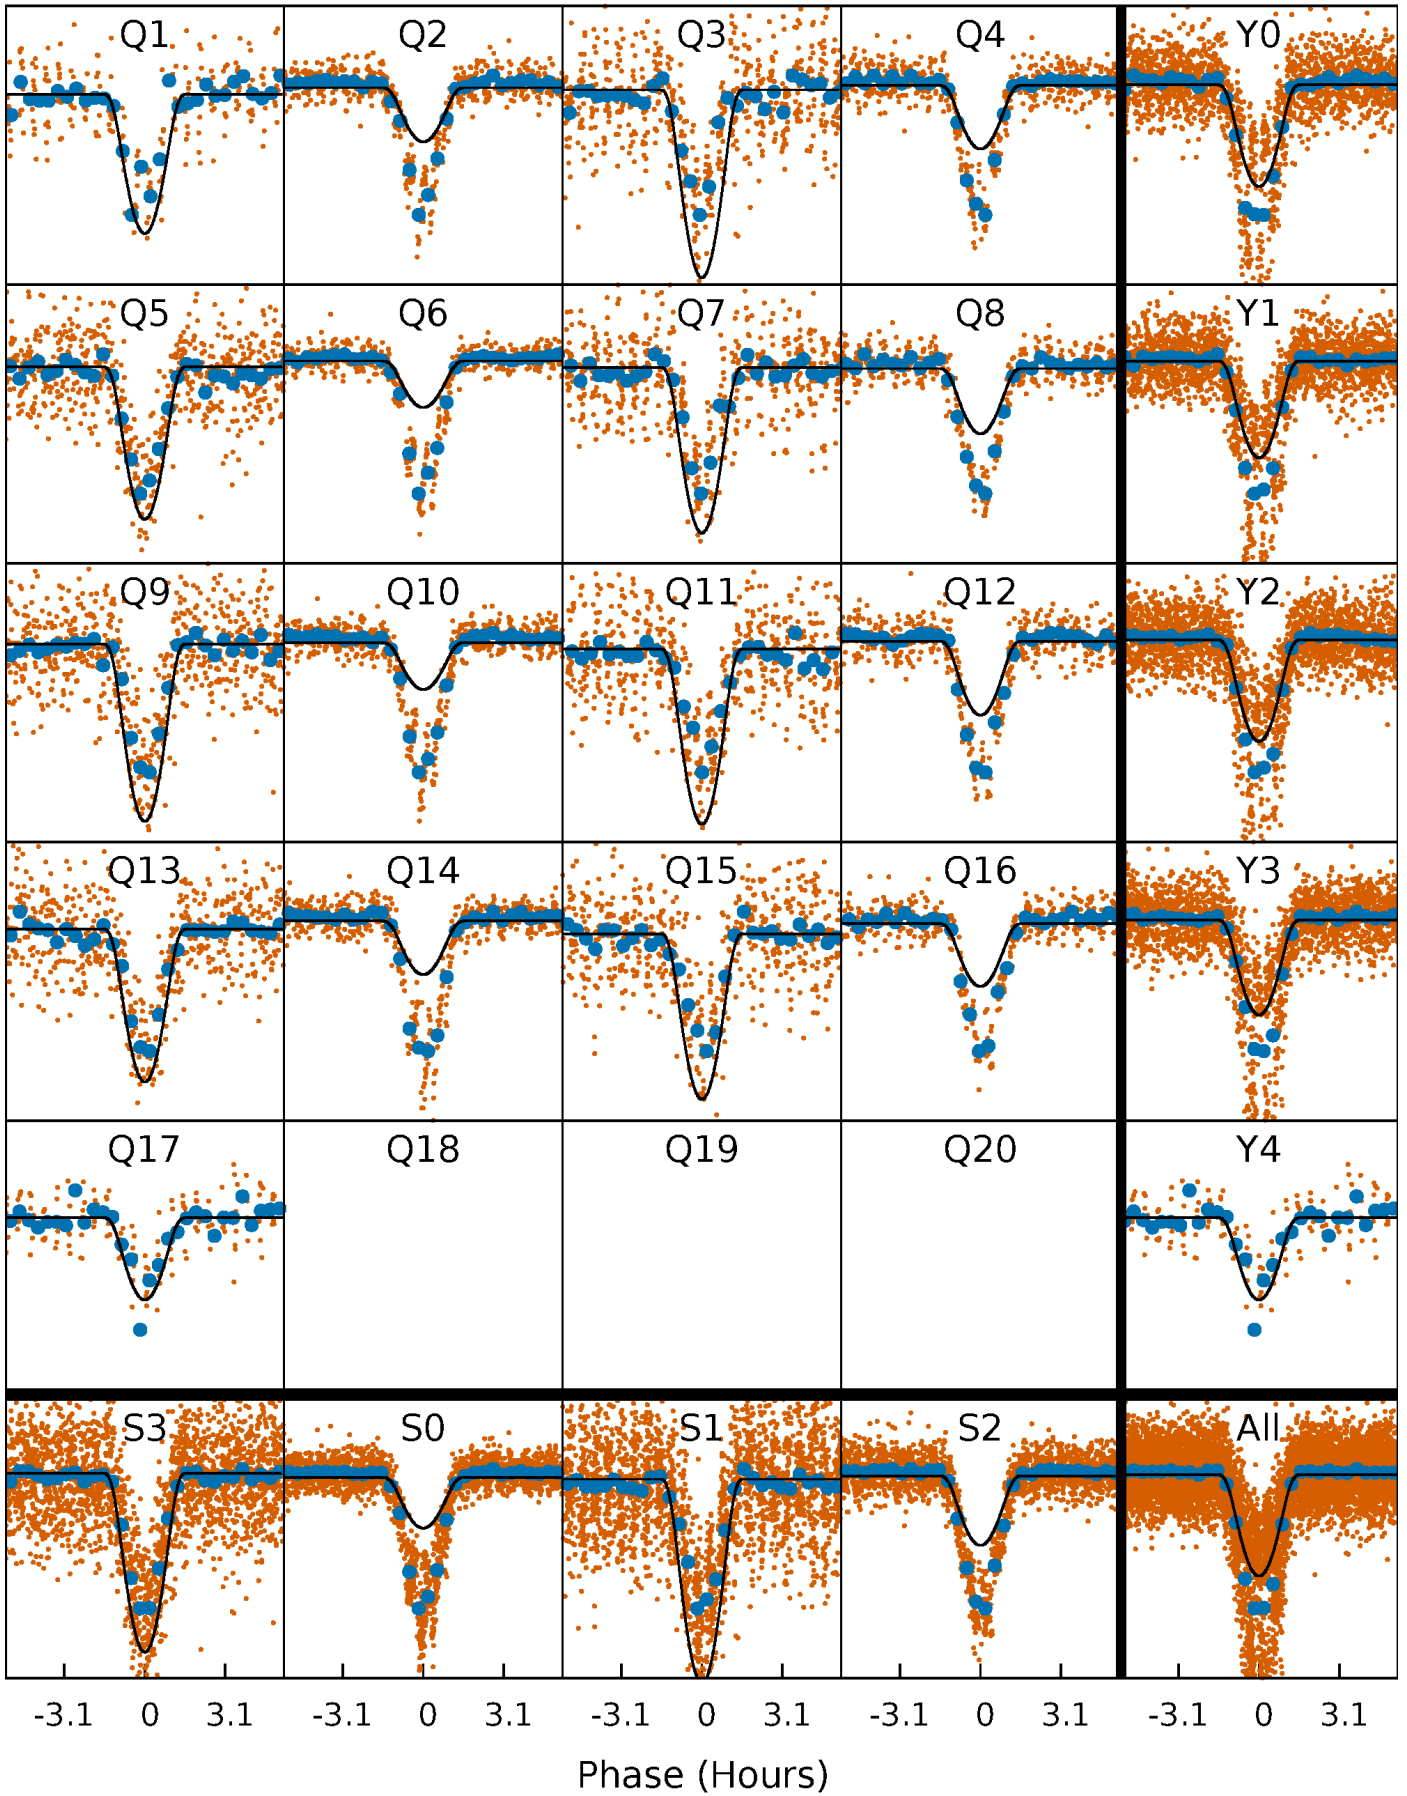 Q1 Q2 Q3 Q4 Y0
Q5 Q6 Q7 Q8 Y1
Q9 Q10 Q11 Q12 Y2
Q13 Q14 Q15 Q16 Y3
Q17 Q18 Q19 Q20 Y4
S3 S0 S1 S2 All
-3.1 0 3.1 -3.1 0 3.1 -3.1 0 3.1 -3.1 0 3.1 -3.1 0 3.1
Phase (Hours)